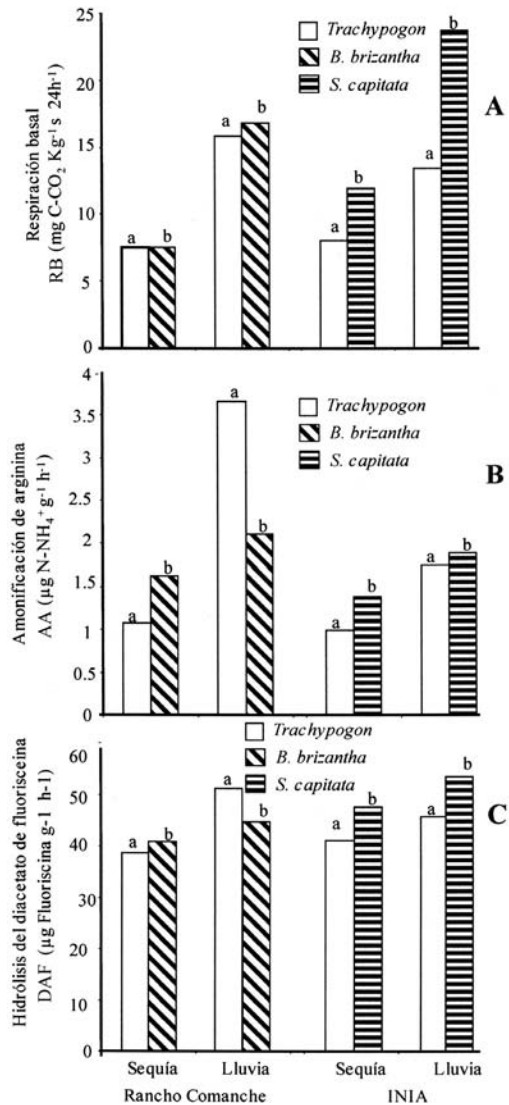 Respiración basal
RB (mg C-CO₂ Kg⁻¹ s 24h⁻¹)
25
20
15
10
5
0
Trachypogon
B. brizantha
S. capitata
A
a
b
a
b
a
b
a
b
Amonificación de arginina
AA (µg N-NH₄⁺ g⁻¹ h⁻¹)
4
3.5
3
2.5
2
1.5
1
0.5
0
Trachypogon
B. brizantha
S. capitata
B
a
b
a
b
a
b
a
b
Hidrólisis del diacetato de fluorisceina
DAF (µg Fluoriscina g-1 h-1)
60
50
40
30
20
10
0
Trachypogon
B. brizantha
S. capitata
C
a
b
a
b
a
b
a
b
Sequía Lluvia Sequía Lluvia
Rancho Comanche INIA